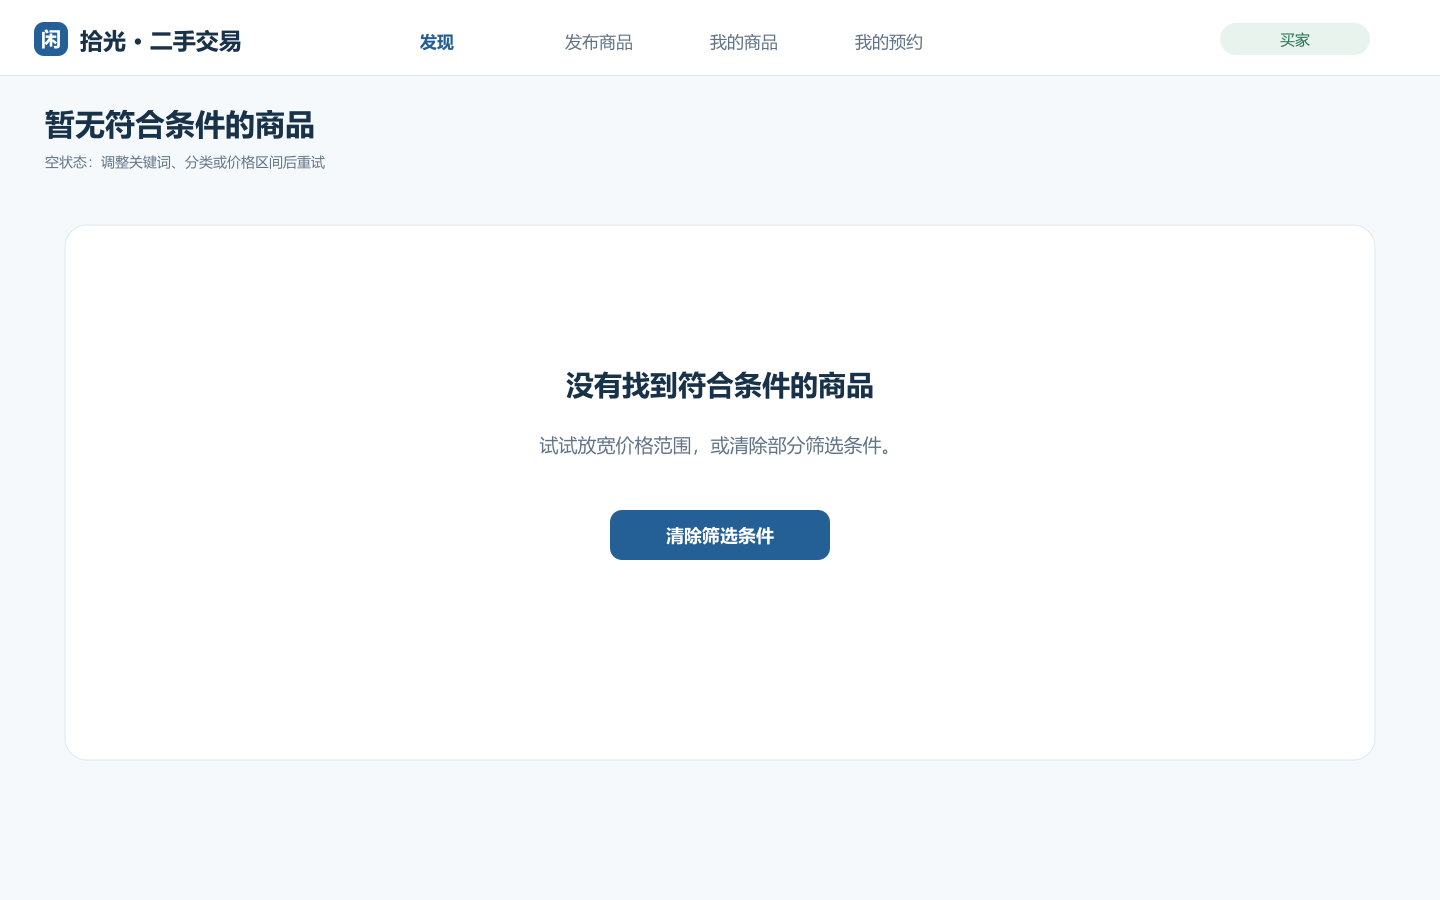 闲 拾光·二手交易 发现 发布商品 我的商品 我的预约 买家
暂无符合条件的商品
空状态：调整关键词、分类或价格区间后重试
没有找到符合条件的商品
试试放宽价格范围，或清除部分筛选条件。
清除筛选条件